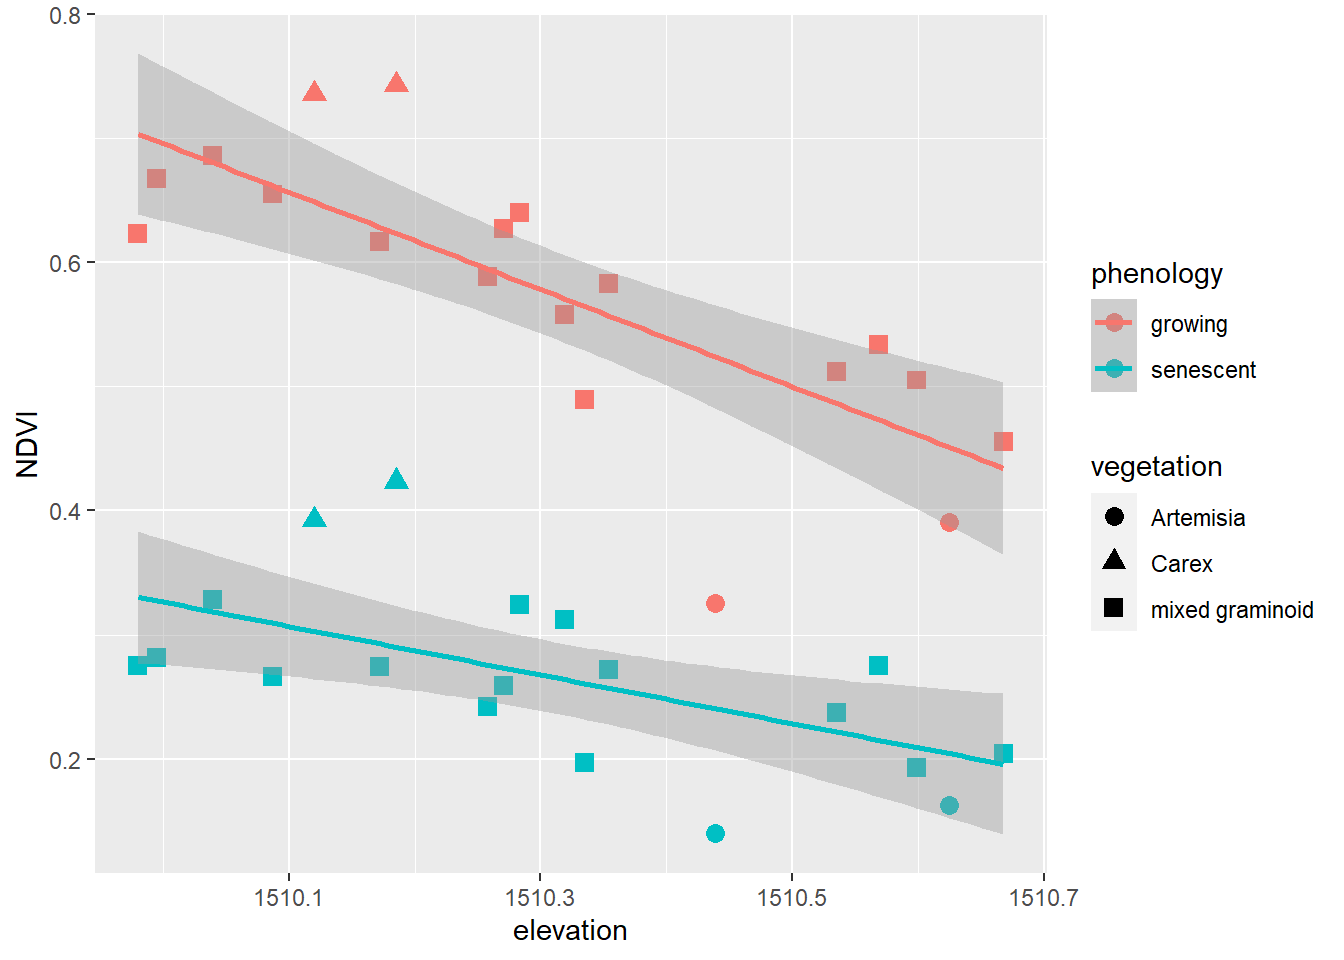 0.8
0.6
0.4
0.2
NDVI
1510.1 1510.3 1510.5 1510.7
elevation
phenology
growing
senescent
vegetation
Artemisia
Carex
mixed graminoid